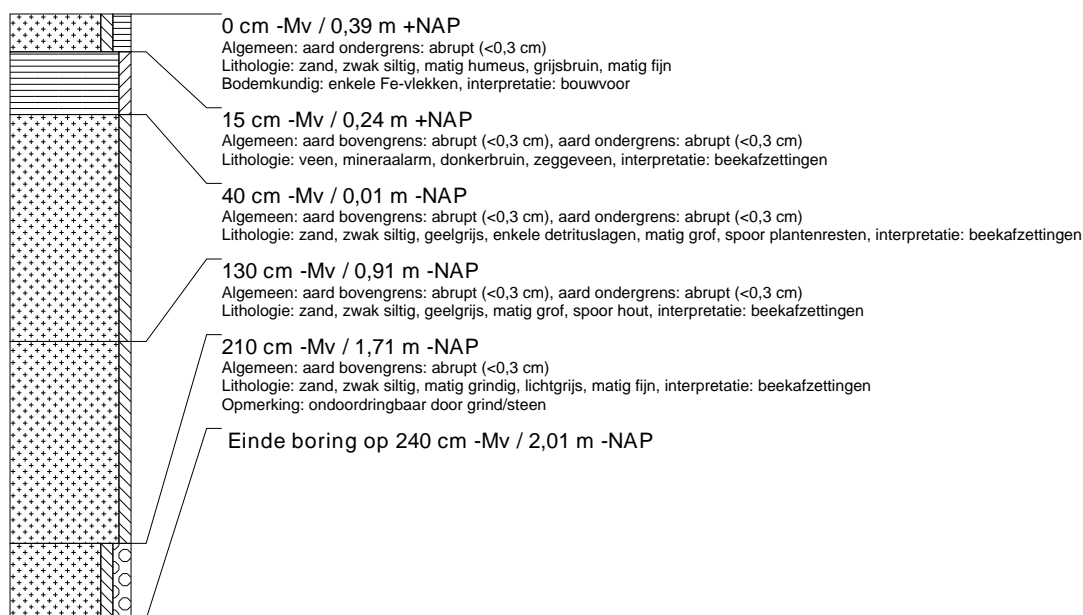 0 cm -Mv / 0,39 m +NAP
Algemeen: aard ondergrens: abrupt (<0,3 cm)
Lithologie: zand, zwak siltig, matig humeus, grijsbruin, matig fijn
Bodemkundig: enkele Fe-vlekken, interpretatie: bouwvoor
15 cm -Mv / 0,24 m +NAP
Algemeen: aard bovengrens: abrupt (<0,3 cm), aard ondergrens: abrupt (<0,3 cm)
Lithologie: veen, mineraalarm, donkerbruin, zeggeveen, interpretatie: beekafzettingen
40 cm -Mv / 0,01 m -NAP
Algemeen: aard bovengrens: abrupt (<0,3 cm), aard ondergrens: abrupt (<0,3 cm)
Lithologie: zand, zwak siltig, geelgrijs, enkele detrituslagen, matig grof, spoor plantenresten, interpretatie: beekafzettingen
130 cm -Mv / 0,91 m -NAP
Algemeen: aard bovengrens: abrupt (<0,3 cm), aard ondergrens: abrupt (<0,3 cm)
Lithologie: zand, zwak siltig, geelgrijs, matig grof, spoor hout, interpretatie: beekafzettingen
210 cm -Mv / 1,71 m -NAP
Algemeen: aard bovengrens: abrupt (<0,3 cm)
Lithologie: zand, zwak siltig, matig grindig, lichtgrijs, matig fijn, interpretatie: beekafzettingen
Opmerking: ondoordringbaar door grind/steen
Einde boring op 240 cm -Mv / 2,01 m -NAP